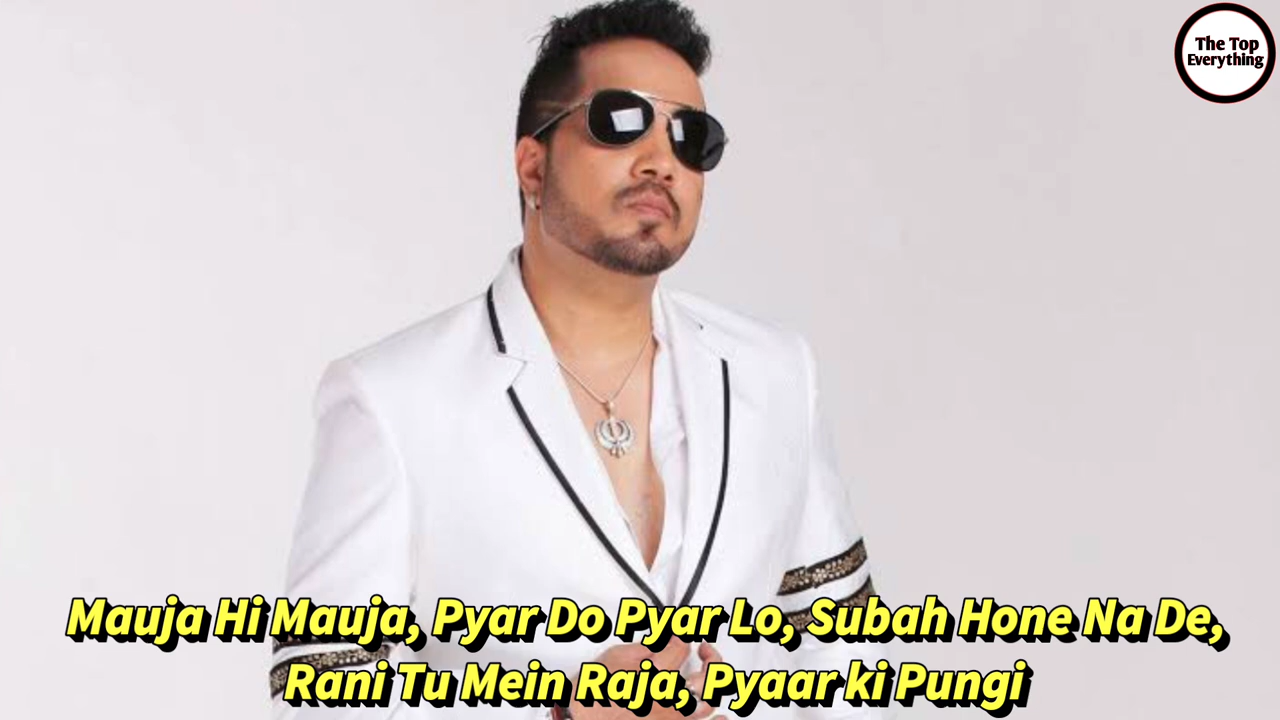 The Top
Everything
Mauja Hi Mauja, Pyar Do Pyar Lo, Subah Hone Na De,
Rani Tu Mein Raja, Pyaar ki Pungi